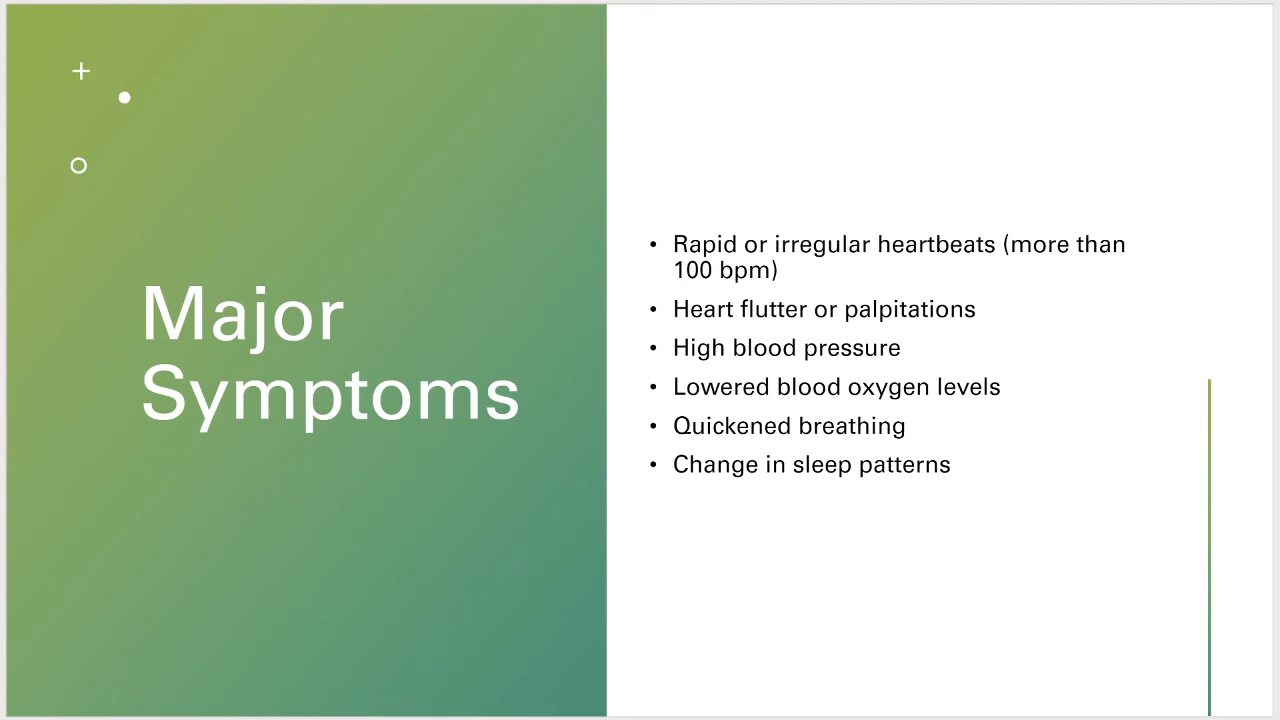 Major
Symptoms
• Rapid or irregular heartbeats (more than
100 bpm)
• Heart flutter or palpitations
• High blood pressure
• Lowered blood oxygen levels
• Quickened breathing
• Change in sleep patterns